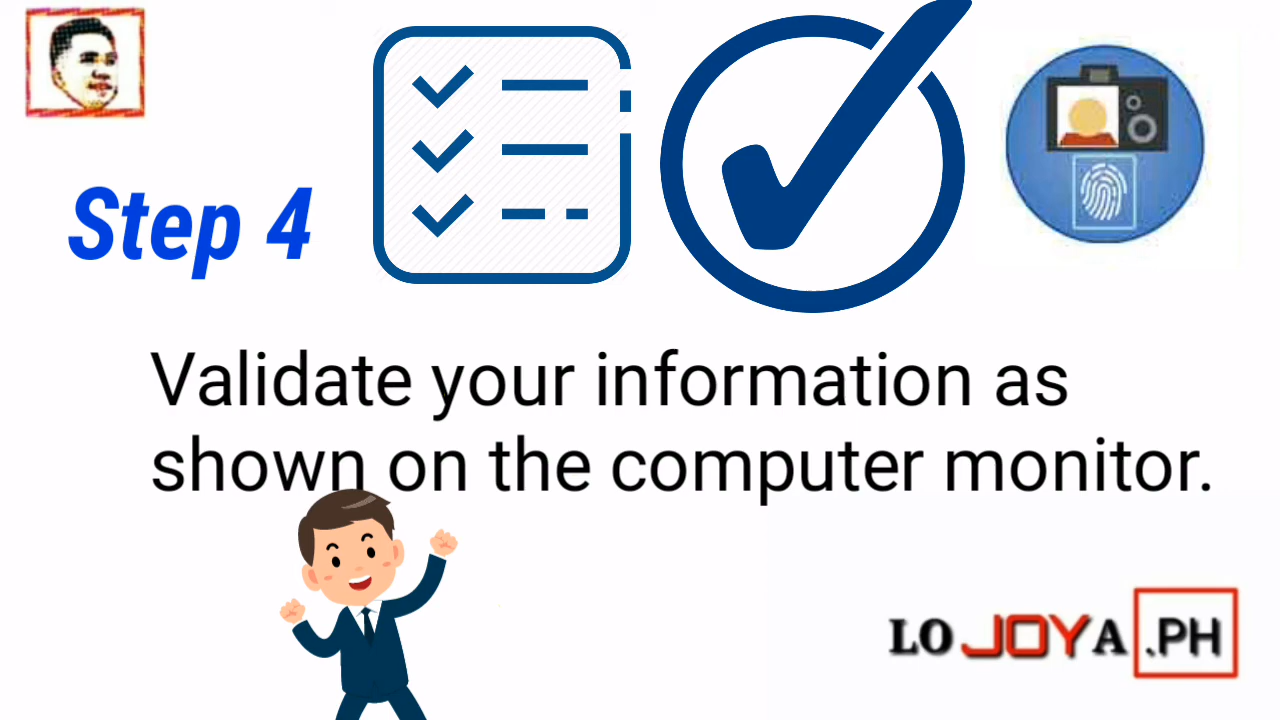 Step 4
Validate your information as
shown on the computer monitor.
LOJOYA.PH